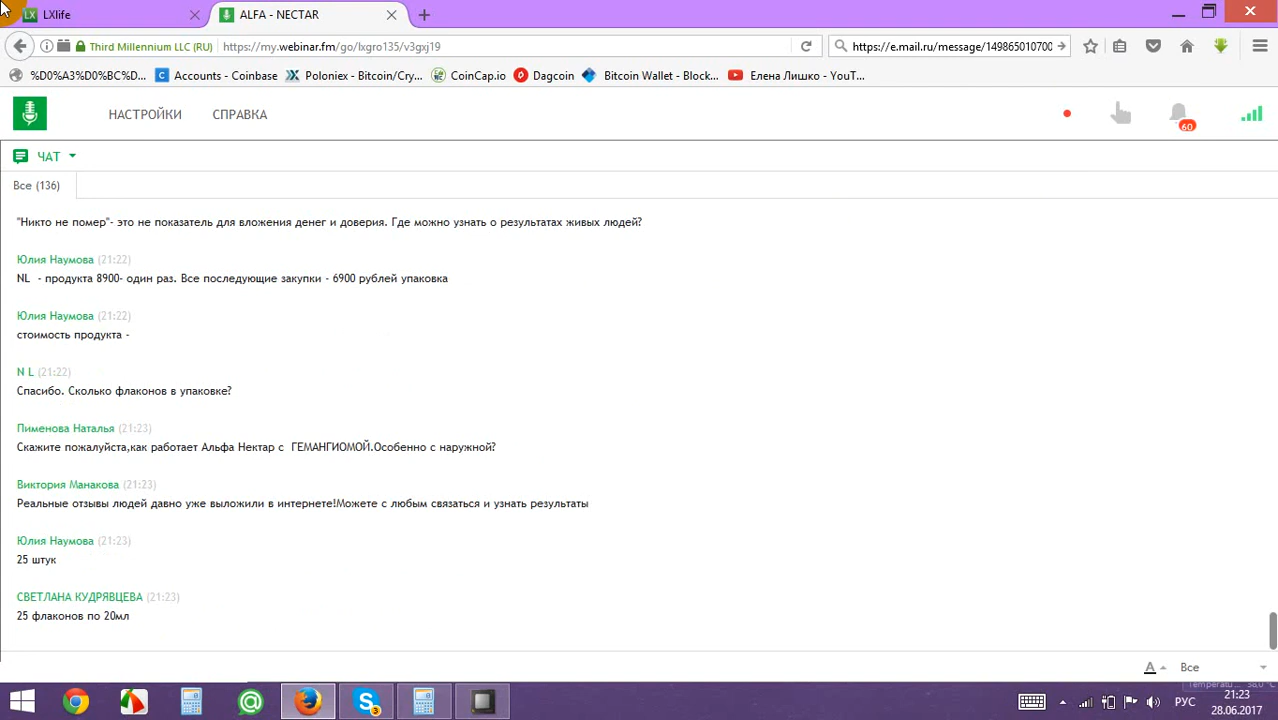 LXlife
ALFA - NECTAR
Third Millennium LLC (RU)
https://my.webinar.fm/go/lxgro135/v3gxj19
https://e.mail.ru/message/149865010700
%D0%A3%D0%BC%D...
Accounts - Coinbase
Poloniex - Bitcoin/Cry...
CoinCap.io
Dagcoin
Bitcoin Wallet - Block...
Елена Лишко - YouT...
НАСТРОЙКИ
СПРАВКА
60
ЧАТ
Все (136)
"Никто не помер"- это не показатель для вложения денег и доверия. Где можно узнать о результатах живых людей?
Юлия Наумова (21:22)
NL - продукта 8900- один раз. Все последующие закупки - 6900 рублей упаковка
Юлия Наумова (21:22)
стоимость продукта -
N L (21:22)
Спасибо. Сколько флаконов в упаковке?
Пименова Наталья (21:23)
Скажите пожалуйста,как работает Альфа Нектар с ГЕМАНГИОМОЙ.Особенно с наружной?
Виктория Манакова (21:23)
Реальные отзывы людей давно уже выложили в интернете!Можете с любым связаться и узнать результаты
Юлия Наумова (21:23)
25 штук
СВЕТЛАНА КУДРЯВЦЕВА (21:23)
25 флаконов по 20мл
A
Все
Temperatu...
3
РУС
21:23
28.06.2017